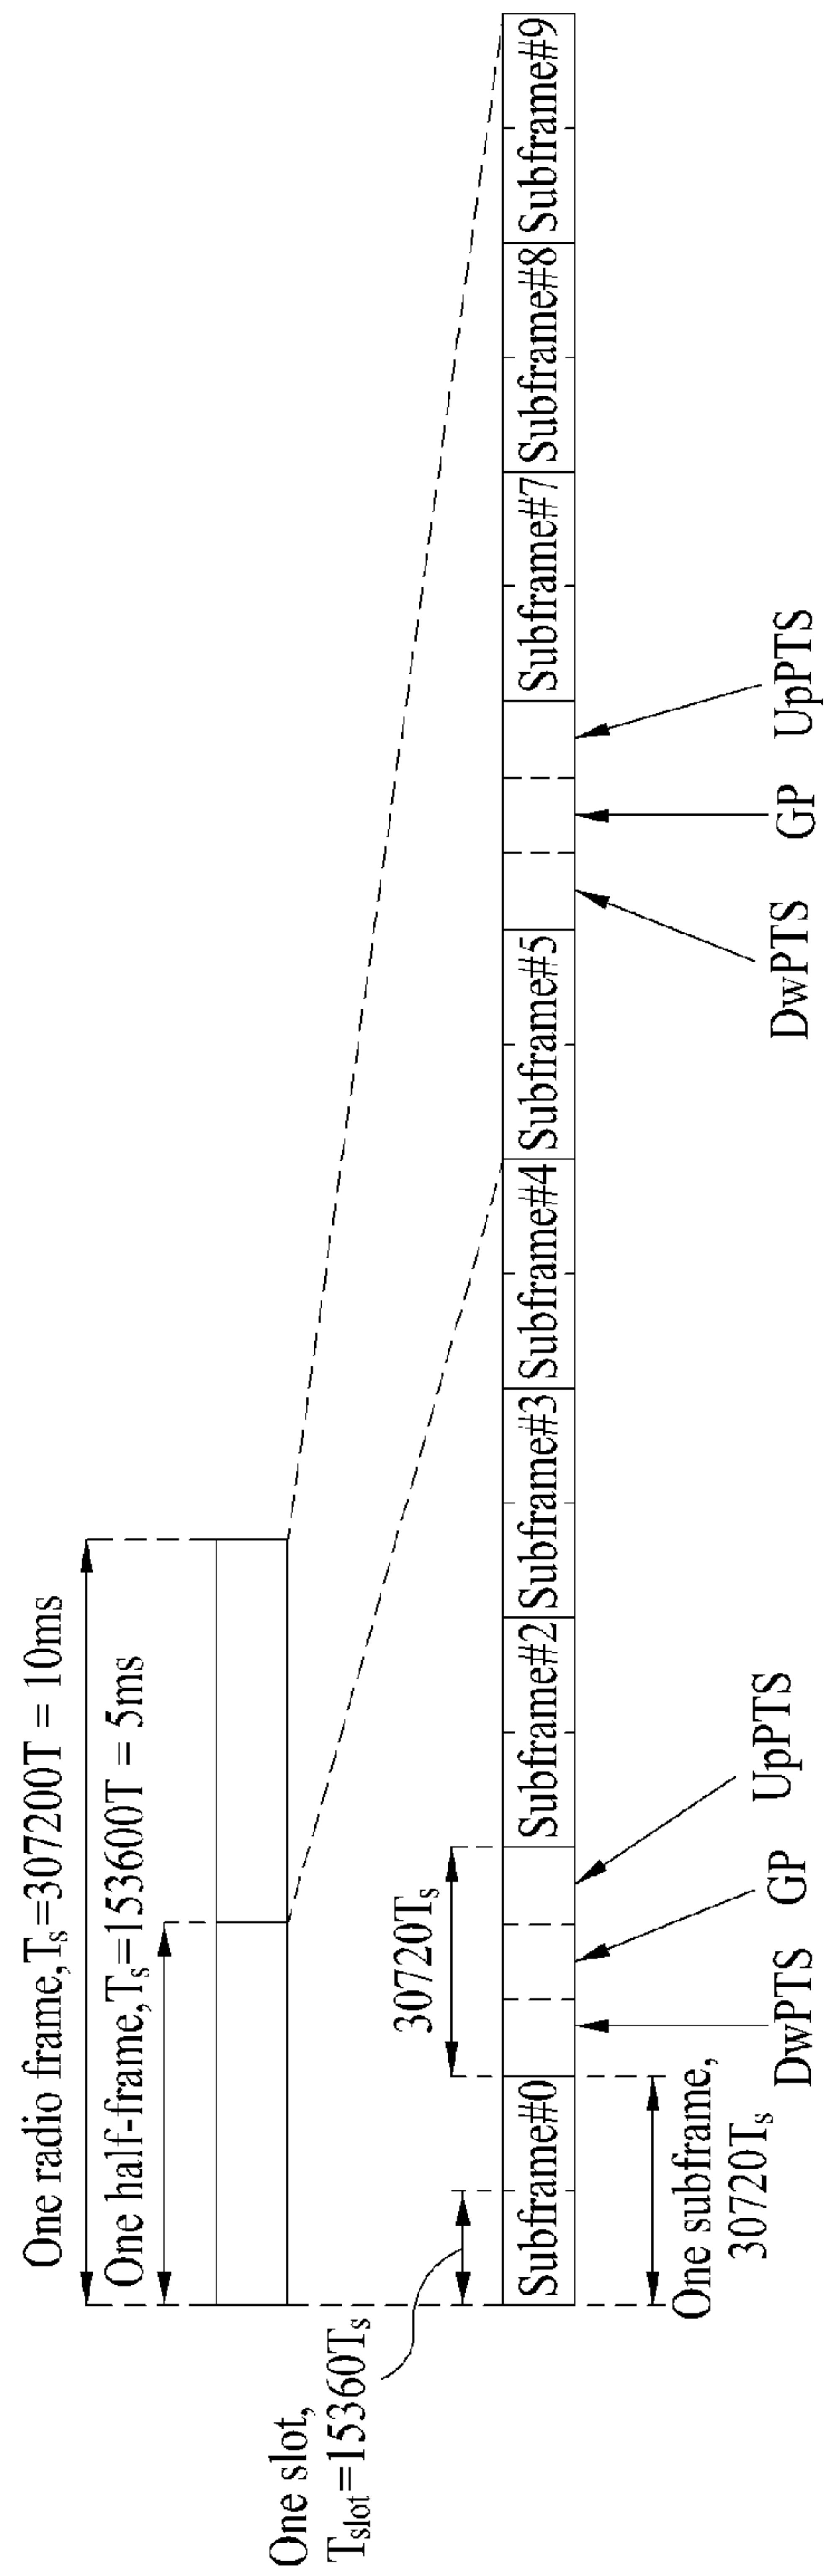 One radio frame,Ts=307200T = 10ms
One half-frame,Ts=153600T = 5ms
One slot,
Tslot=15360Ts
30720Ts
Subframe#0
Subframe#2
Subframe#3
Subframe#4
Subframe#5
Subframe#7
Subframe#8
Subframe#9
One subframe,
30720Ts
DwPTS
GP
UpPTS
DwPTS
GP
UpPTS